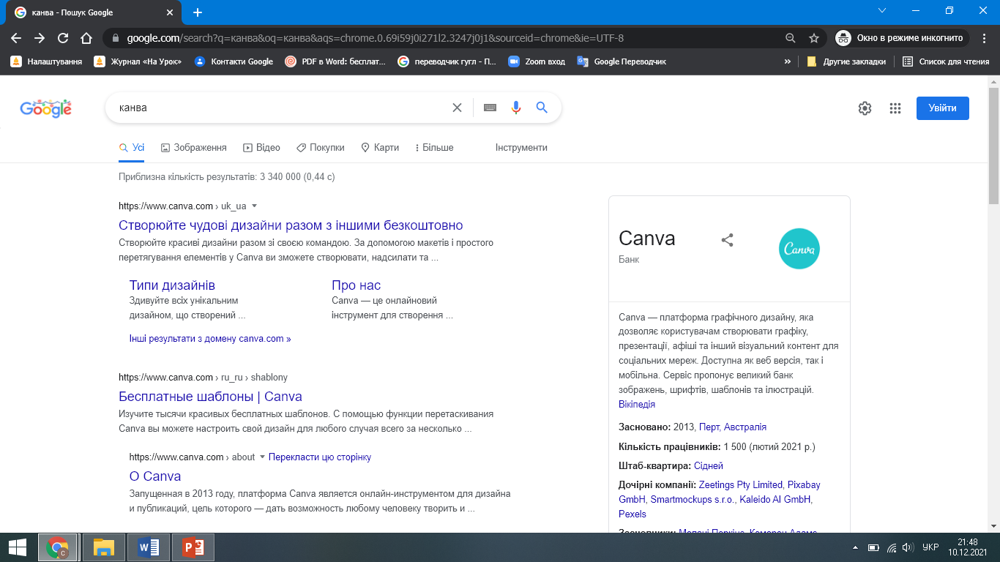 канва - Пошук Google
google.com/search?q=канва&oq=канва&aqs=chrome.0.69i59j0i271l2.3247j0j1&sourceid=chrome&ie=UTF-8
Окно в режиме инкогнито
Налаштування
Журнал «На Урок»
Контакти Google
PDF в Word: бесплат...
переводчик гугл - П...
Zoom вход
Google Переводчик
»
Другие закладки
Список для чтения
Google
канва
Увійти
Усі
Зображення
Відео
Покупки
Карти
Більше
Інструменти
Приблизна кількість результатів: 3 340 000 (0,44 с)
https://www.canva.com › uk_ua
Створюйте чудові дизайни разом з іншими безкоштовно
Створюйте красиві дизайни разом зі своєю командою. За допомогою макетів і простого
перетягування елементів у Canva ви зможете створювати, надсилати та ...
Типи дизайнів
Здивуйте всіх унікальним
дизайном, що створений ...
Про нас
Canva — це онлайновий
інструмент для створення ...
Інші результати з домену canva.com »
https://www.canva.com › ru_ru › shablony
Бесплатные шаблоны | Canva
Изучите тысячи красивых бесплатных шаблонов. С помощью функции перетаскивания
Canva вы можете настроить свой дизайн для любого случая всего за несколько ...
https://www.canva.com › about Перекласти цю сторінку
О Canva
Запущенная в 2013 году, платформа Canva является онлайн-инструментом для дизайна
и публикаций, цель которого — дать возможность любому человеку творить и ...
Canva
Банк
Canva
Canva — платформа графічного дизайну, яка
дозволяє користувачам створювати графіку,
презентації, афіші та інший візуальний контент для
соціальних мереж. Доступна як веб версія, так і
мобільна. Сервіс пропонує великий банк
зображень, шрифтів, шаблонів та ілюстрацій.
Вікіпедія
Засновано: 2013, Перт, Австралія
Кількість працівників: 1 500 (лютий 2021 р.)
Штаб-квартира: Сідней
Дочірні компанії: Zeetings Pty Limited, Pixabay
GmbH, Smartmockups s.r.o., Kaleido AI GmbH,
Pexels
Засновники: Мелані Перкінс, Камерон Адамс
УКР
21:48
10.12.2021